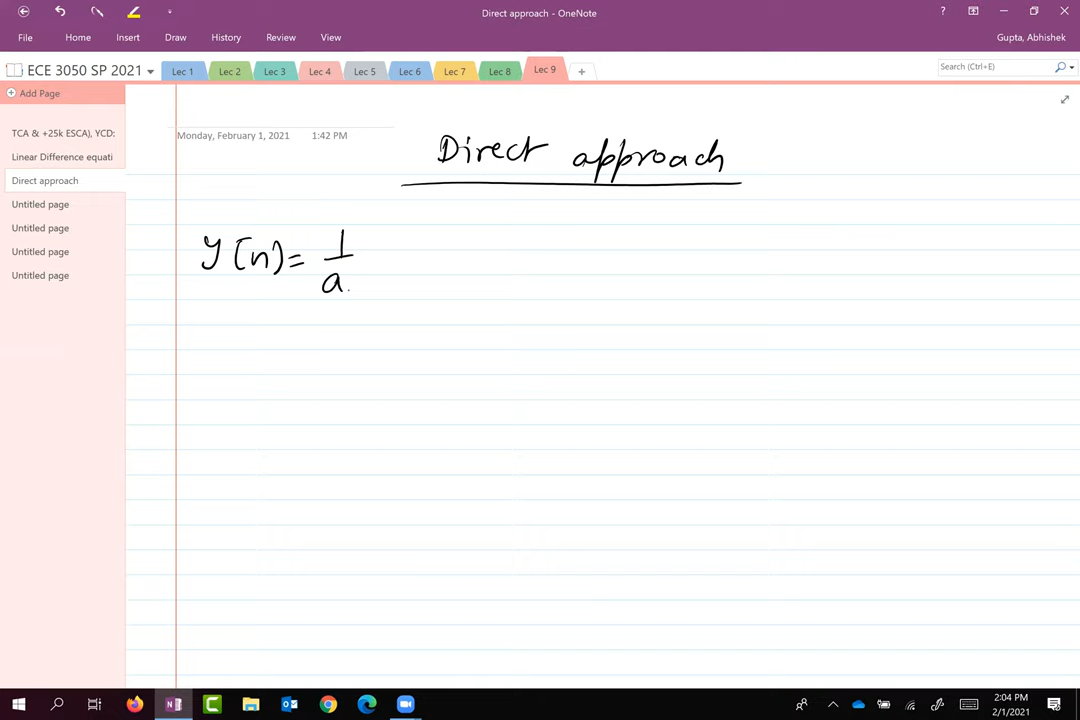 Direct approach - OneNote
?
Gupta, Abhishek
File Home Insert Draw History Review View
ECE 3050 SP 2021
Lec 1 Lec 2 Lec 3 Lec 4 Lec 5 Lec 6 Lec 7 Lec 8 Lec 9 +
Search (Ctrl+E)
Add Page
TCA & +25k ESCA), YCD:
Linear Difference equati
Direct approach
Untitled page
Untitled page
Untitled page
Untitled page
Monday, February 1, 2021 1:42 PM
Direct approach
y[n] = 1
a.
2:04 PM
2/1/2021